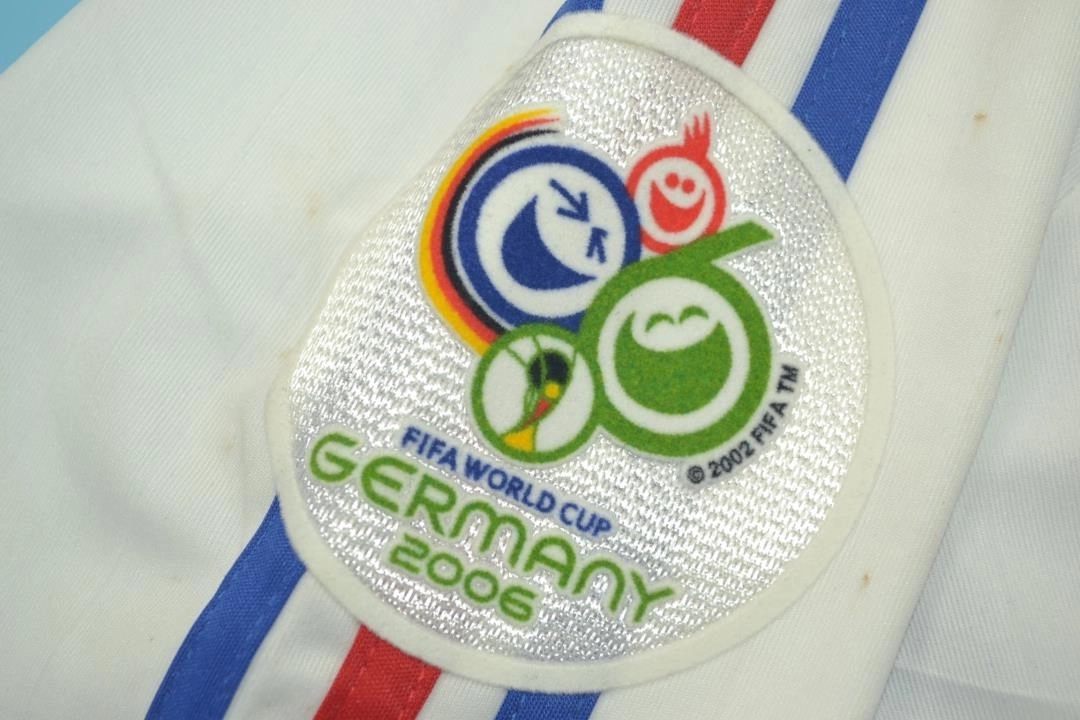 © 2002 FIFA TM
FIFA WORLD CUP
GERMANY
2006